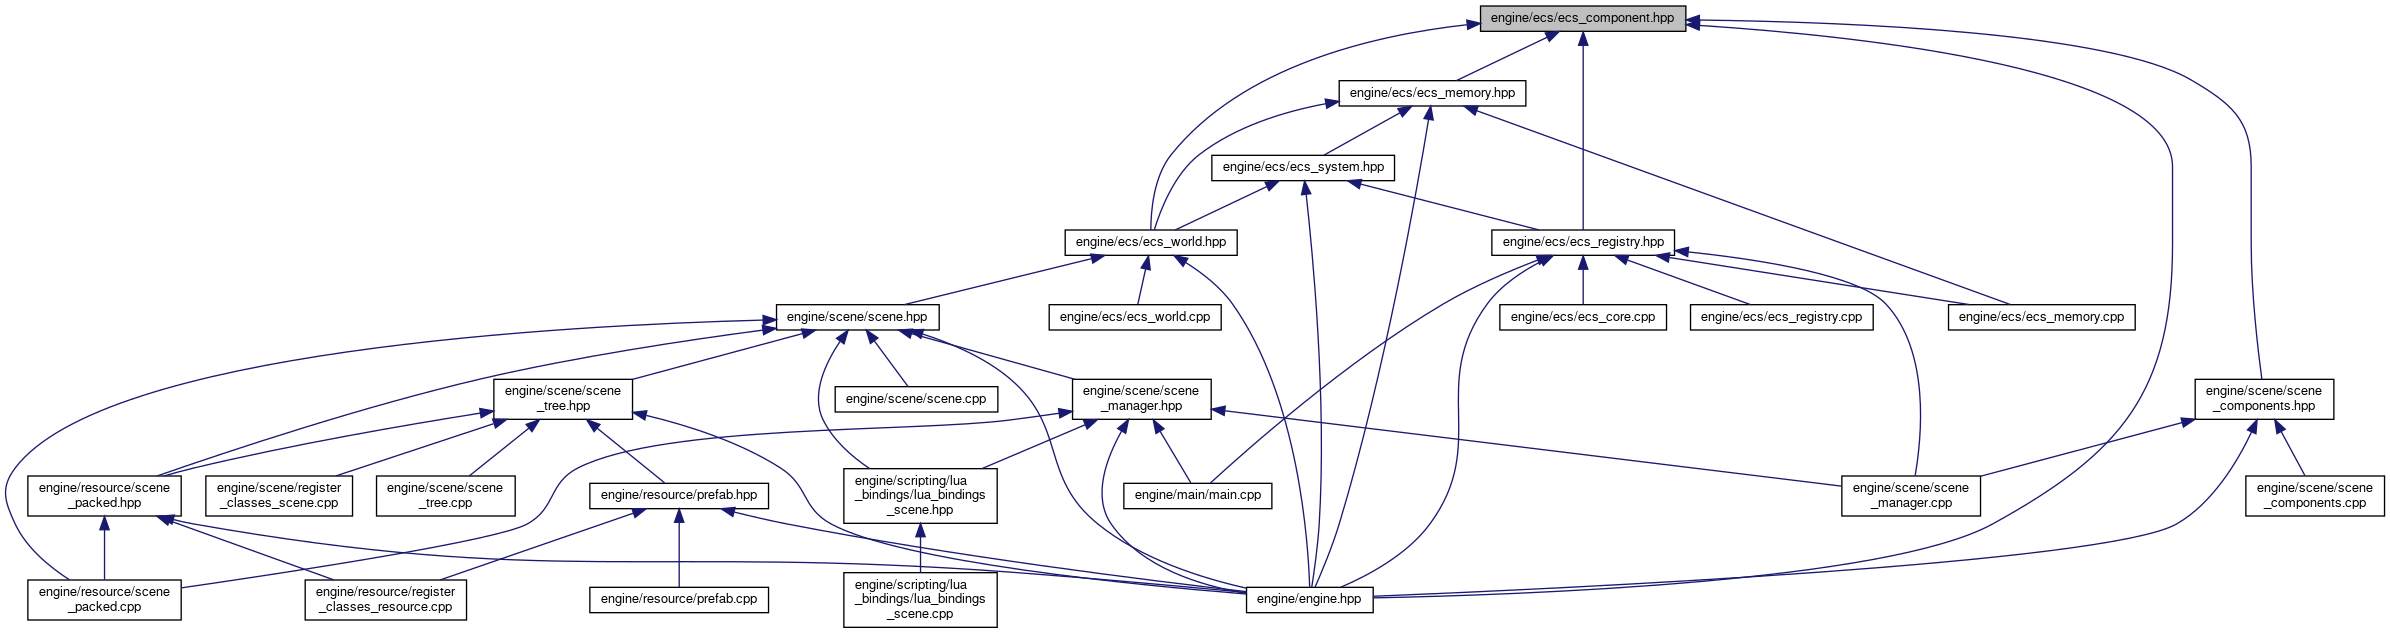 engine/ecs/ecs_component.hpp
engine/ecs/ecs_memory.hpp
engine/ecs/ecs_system.hpp
engine/ecs/ecs_world.hpp
engine/ecs/ecs_registry.hpp
engine/scene/scene.hpp
engine/ecs/ecs_world.cpp
engine/ecs/ecs_core.cpp
engine/ecs/ecs_registry.cpp
engine/ecs/ecs_memory.cpp
engine/scene/scene
_tree.hpp
engine/scene/scene.cpp
engine/scene/scene
_manager.hpp
engine/scene/scene
_components.hpp
engine/resource/scene
_packed.hpp
engine/scene/register
_classes_scene.cpp
engine/scene/scene
_tree.cpp
engine/resource/prefab.hpp
engine/scripting/lua
_bindings/lua_bindings
_scene.hpp
engine/main/main.cpp
engine/scene/scene
_manager.cpp
engine/scene/scene
_components.cpp
engine/resource/scene
_packed.cpp
engine/resource/register
_classes_resource.cpp
engine/resource/prefab.cpp
engine/scripting/lua
_bindings/lua_bindings
_scene.cpp
engine/engine.hpp